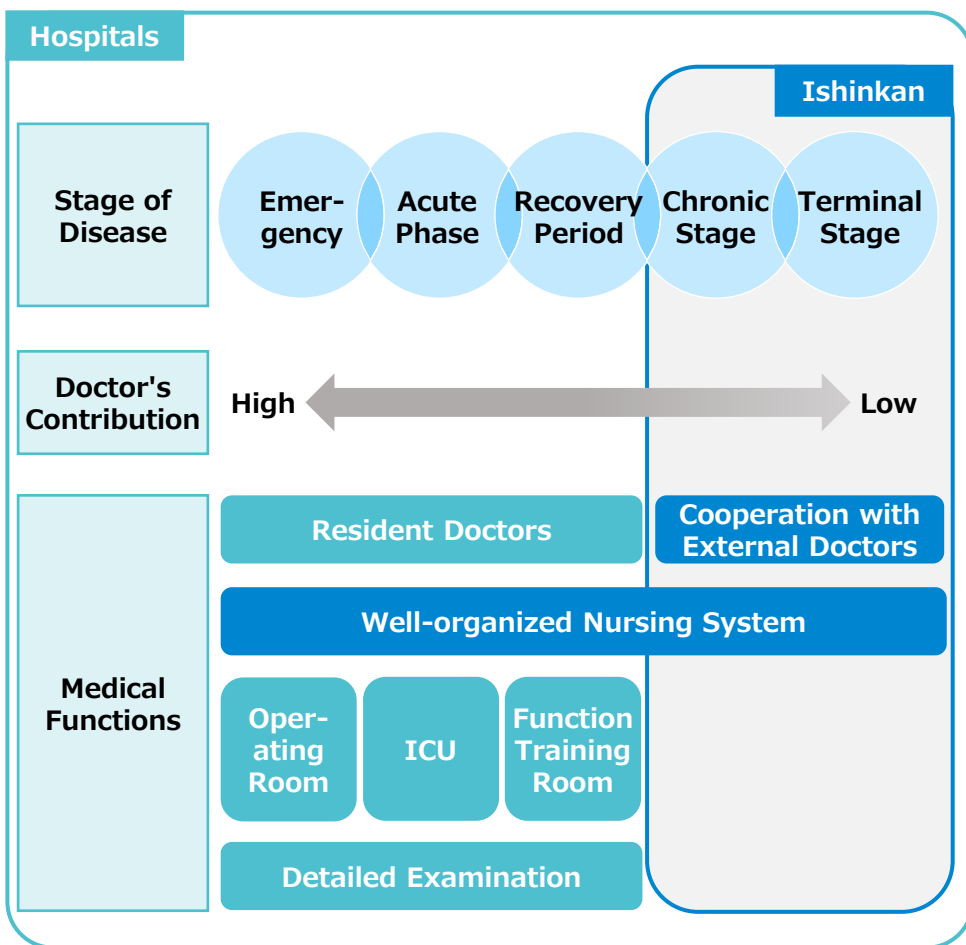 Hospitals
Ishinkan
Stage of
Disease
Emer-
gency
Acute
Phase
Recovery
Period
Chronic
Stage
Terminal
Stage
Doctor's
Contribution
High
Low
Medical
Functions
Resident Doctors
Cooperation with
External Doctors
Well-organized Nursing System
Oper-
ating
Room
ICU
Function
Training
Room
Detailed Examination